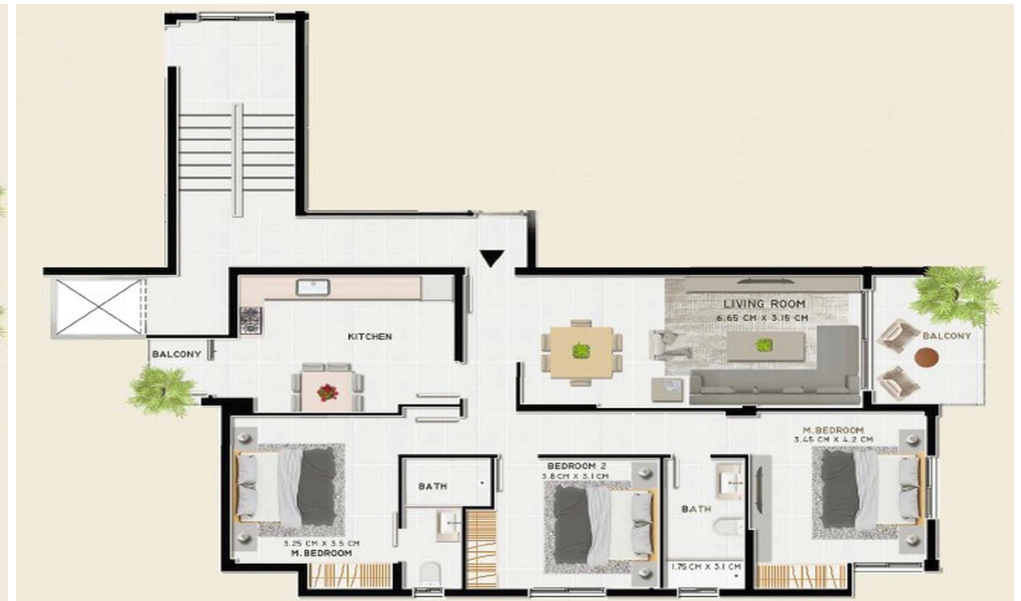 LIVING ROOM
6.65 CM X 3.15 CM
BALCONY
KITCHEN
BALCONY
M.BEDROOM
3.45 CM X 4.2 CM
BEDROOM 2
3.8 CM X 3.1 CM
BATH
BATH
3.25 CM X 3.5 CM
M.BEDROOM
1.75 CM X 3.1 CM